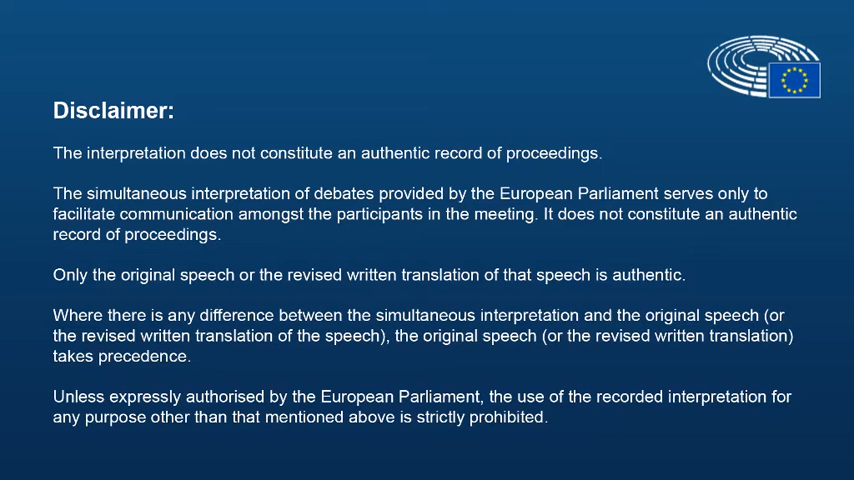 Disclaimer:
The interpretation does not constitute an authentic record of proceedings.
The simultaneous interpretation of debates provided by the European Parliament serves only to
facilitate communication amongst the participants in the meeting. It does not constitute an authentic
record of proceedings.
Only the original speech or the revised written translation of that speech is authentic.
Where there is any difference between the simultaneous interpretation and the original speech (or
the revised written translation of the speech), the original speech (or the revised written translation)
takes precedence.
Unless expressly authorised by the European Parliament, the use of the recorded interpretation for
any purpose other than that mentioned above is strictly prohibited.